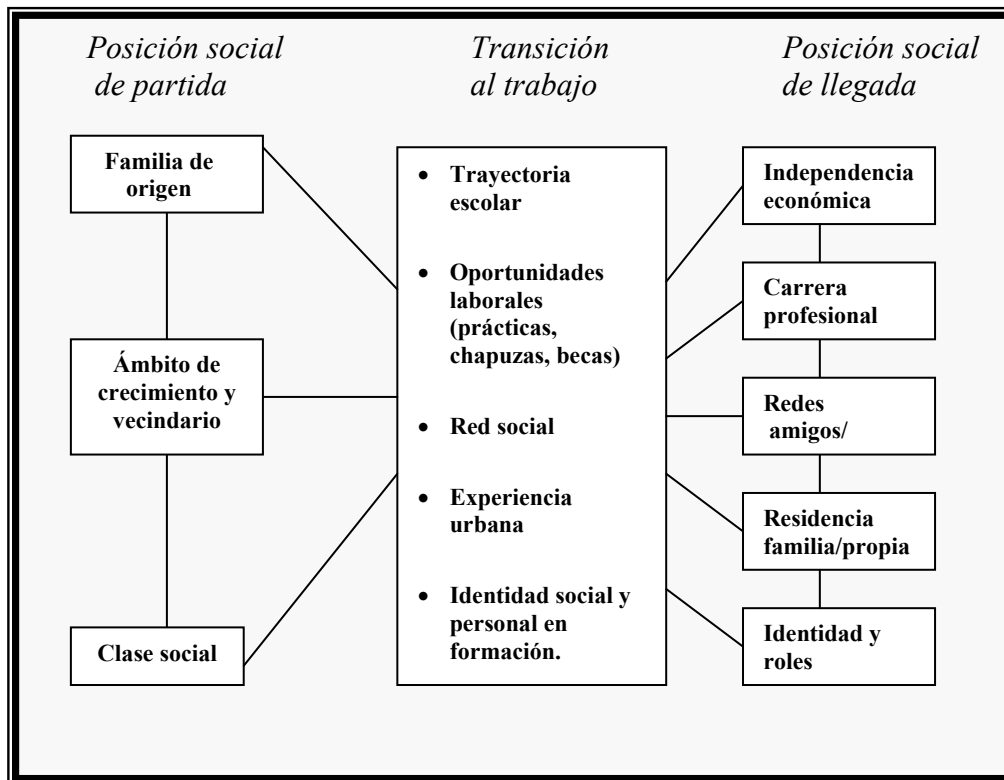 Posición social
de partida
Transición
al trabajo
Posición social
de llegada
Familia de
origen
Ámbito de
crecimiento y
vecindario
Clase social
• Trayectoria
escolar
• Oportunidades
laborales
(prácticas,
chapuzas, becas)
• Red social
• Experiencia
urbana
• Identidad social y
personal en
formación.
Independencia
económica
Carrera
profesional
Redes
amigos/
Residencia
familia/propia
Identidad y
roles